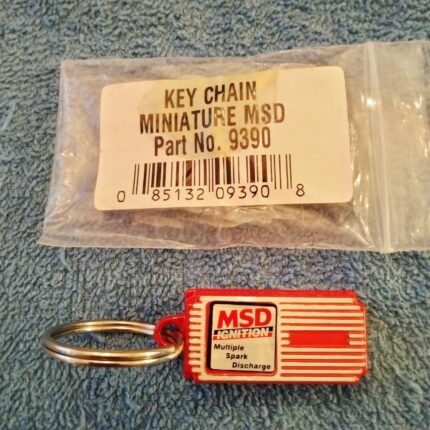 KEY CHAIN
MINIATURE MSD
Part No. 9390
0 85132 09390 8
MSD
IGNITION
Multiple
Spark
Discharge